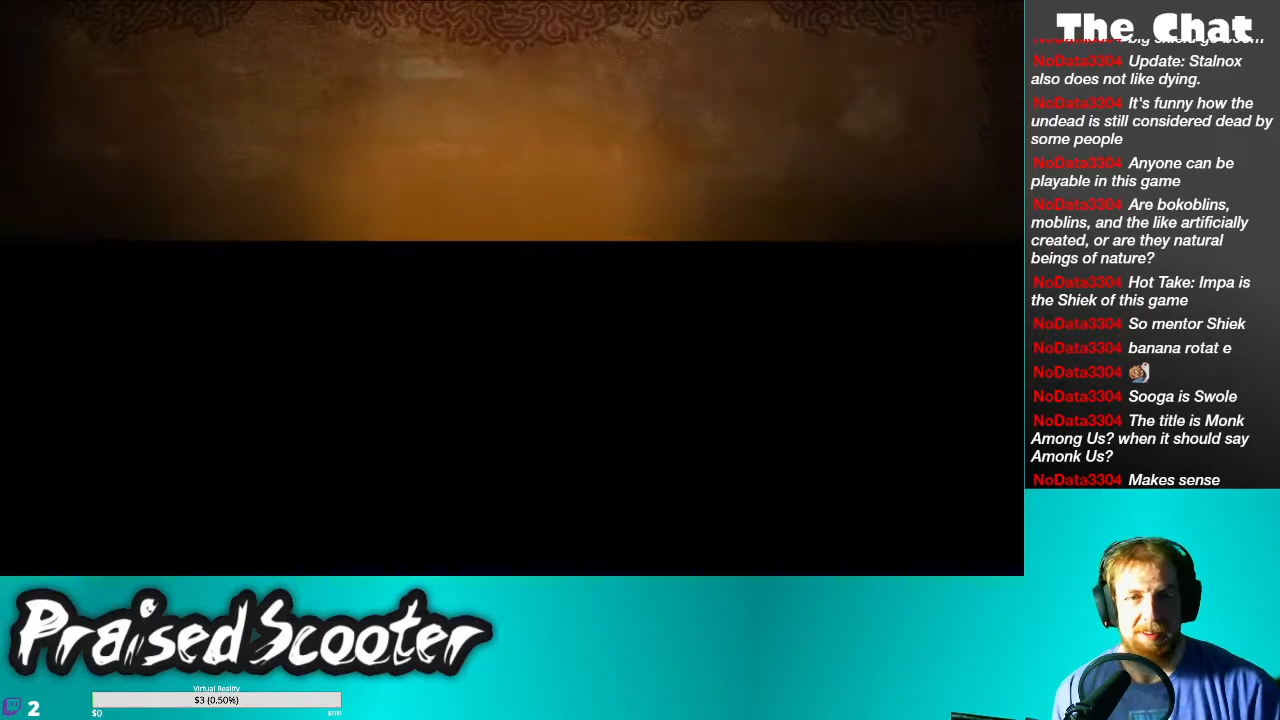 The Chat
NoData3304 Update: Stalnox
also does not like dying.
NoData3304 It's funny how the
undead is still considered dead by
some people
NoData3304 Anyone can be
playable in this game
NoData3304 Are bokoblins,
moblins, and the like artificially
created, or are they natural
beings of nature?
NoData3304 Hot Take: Impa is
the Shiek of this game
NoData3304 So mentor Shiek
NoData3304 banana rotat e
NoData3304
NoData3304 Sooga is Swole
NoData3304 The title is Monk
Among Us? when it should say
Amonk Us?
NoData3304 Makes sense
Praised Scooter
Virtual Reality
$3 (0.50%)
2
$0